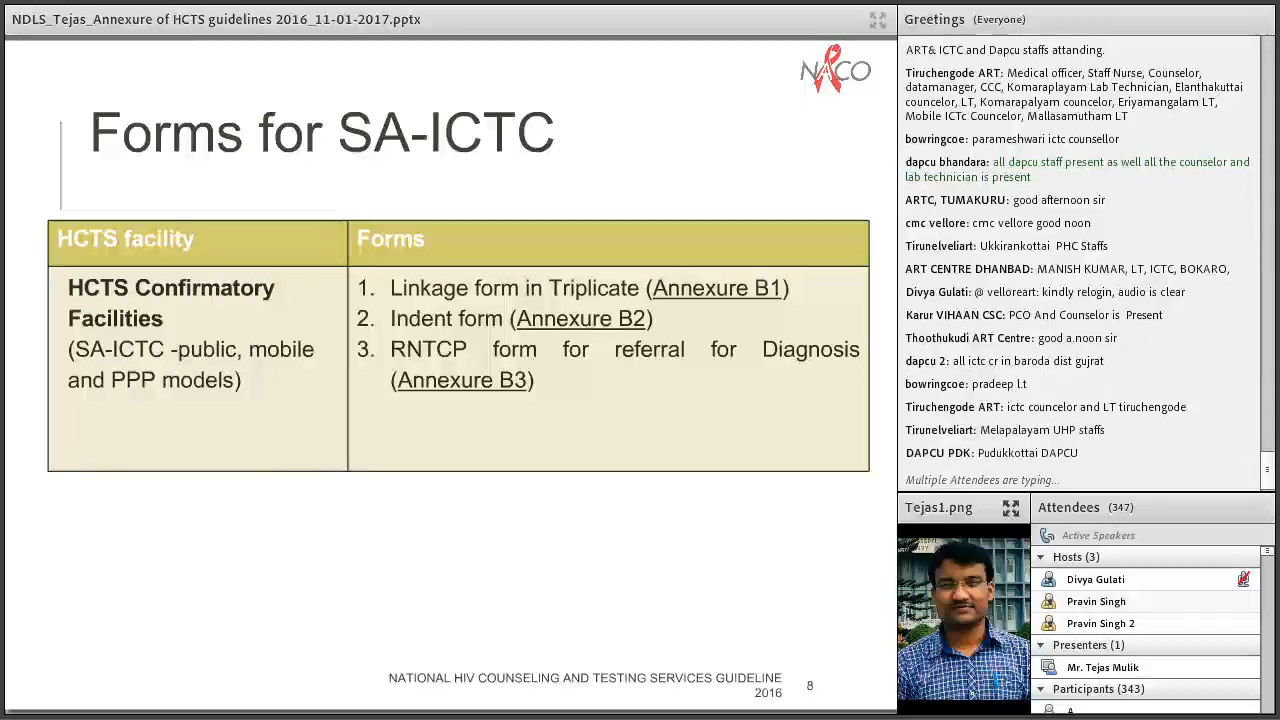 NDLS_Tejas_Annexure of HCTS guidelines 2016_11-01-2017.pptx
NACO
Forms for SA-ICTC
HCTS facility
Forms
HCTS Confirmatory
Facilities
(SA-ICTC -public, mobile
and PPP models)
1. Linkage form in Triplicate (Annexure B1)
2. Indent form (Annexure B2)
3. RNTCP form for referral for Diagnosis
(Annexure B3)
NATIONAL HIV COUNSELING AND TESTING SERVICES GUIDELINE
2016
8
Greetings (Everyone)
ART& ICTC and Dapcu staffs attanding.
Tiruchengode ART: Medical officer, Staff Nurse, Counselor,
datamanager, CCC, Komaraplayam Lab Technician, Elanthakuttai
councelor, LT, Komarapalyam councelor, Eriyamangalam LT,
Mobile ICTc Councelor, Mallasamutham LT
bowringcoe: parameshwari ictc counsellor
dapcu bhandara: all dapcu staff present as well all the counselor and
lab technician is present
ARTC, TUMAKURU: good afternoon sir
cmc vellore: cmc vellore good noon
Tirunelveliart: Ukkirankottai PHC Staffs
ART CENTRE DHANBAD: MANISH KUMAR, LT, ICTC, BOKARO,
Divya Gulati: @ velloreart: kindly relogin, audio is clear
Karur VIHAAN CSC: PCO And Counselor is Present
Thoothukudi ART Centre: good a.noon sir
dapcu 2: all ictc cr in baroda dist gujrat
bowringcoe: pradeep l.t
Tiruchengode ART: ictc councelor and LT tiruchengode
Tirunelveliart: Melapalayam UHP staffs
DAPCU PDK: Pudukkottai DAPCU
Multiple Attendees are typing...
Tejas1.png
Attendees (347)
Active Speakers
Hosts (3)
Divya Gulati
Pravin Singh
Pravin Singh 2
Presenters (1)
Mr. Tejas Mulik
Participants (343)